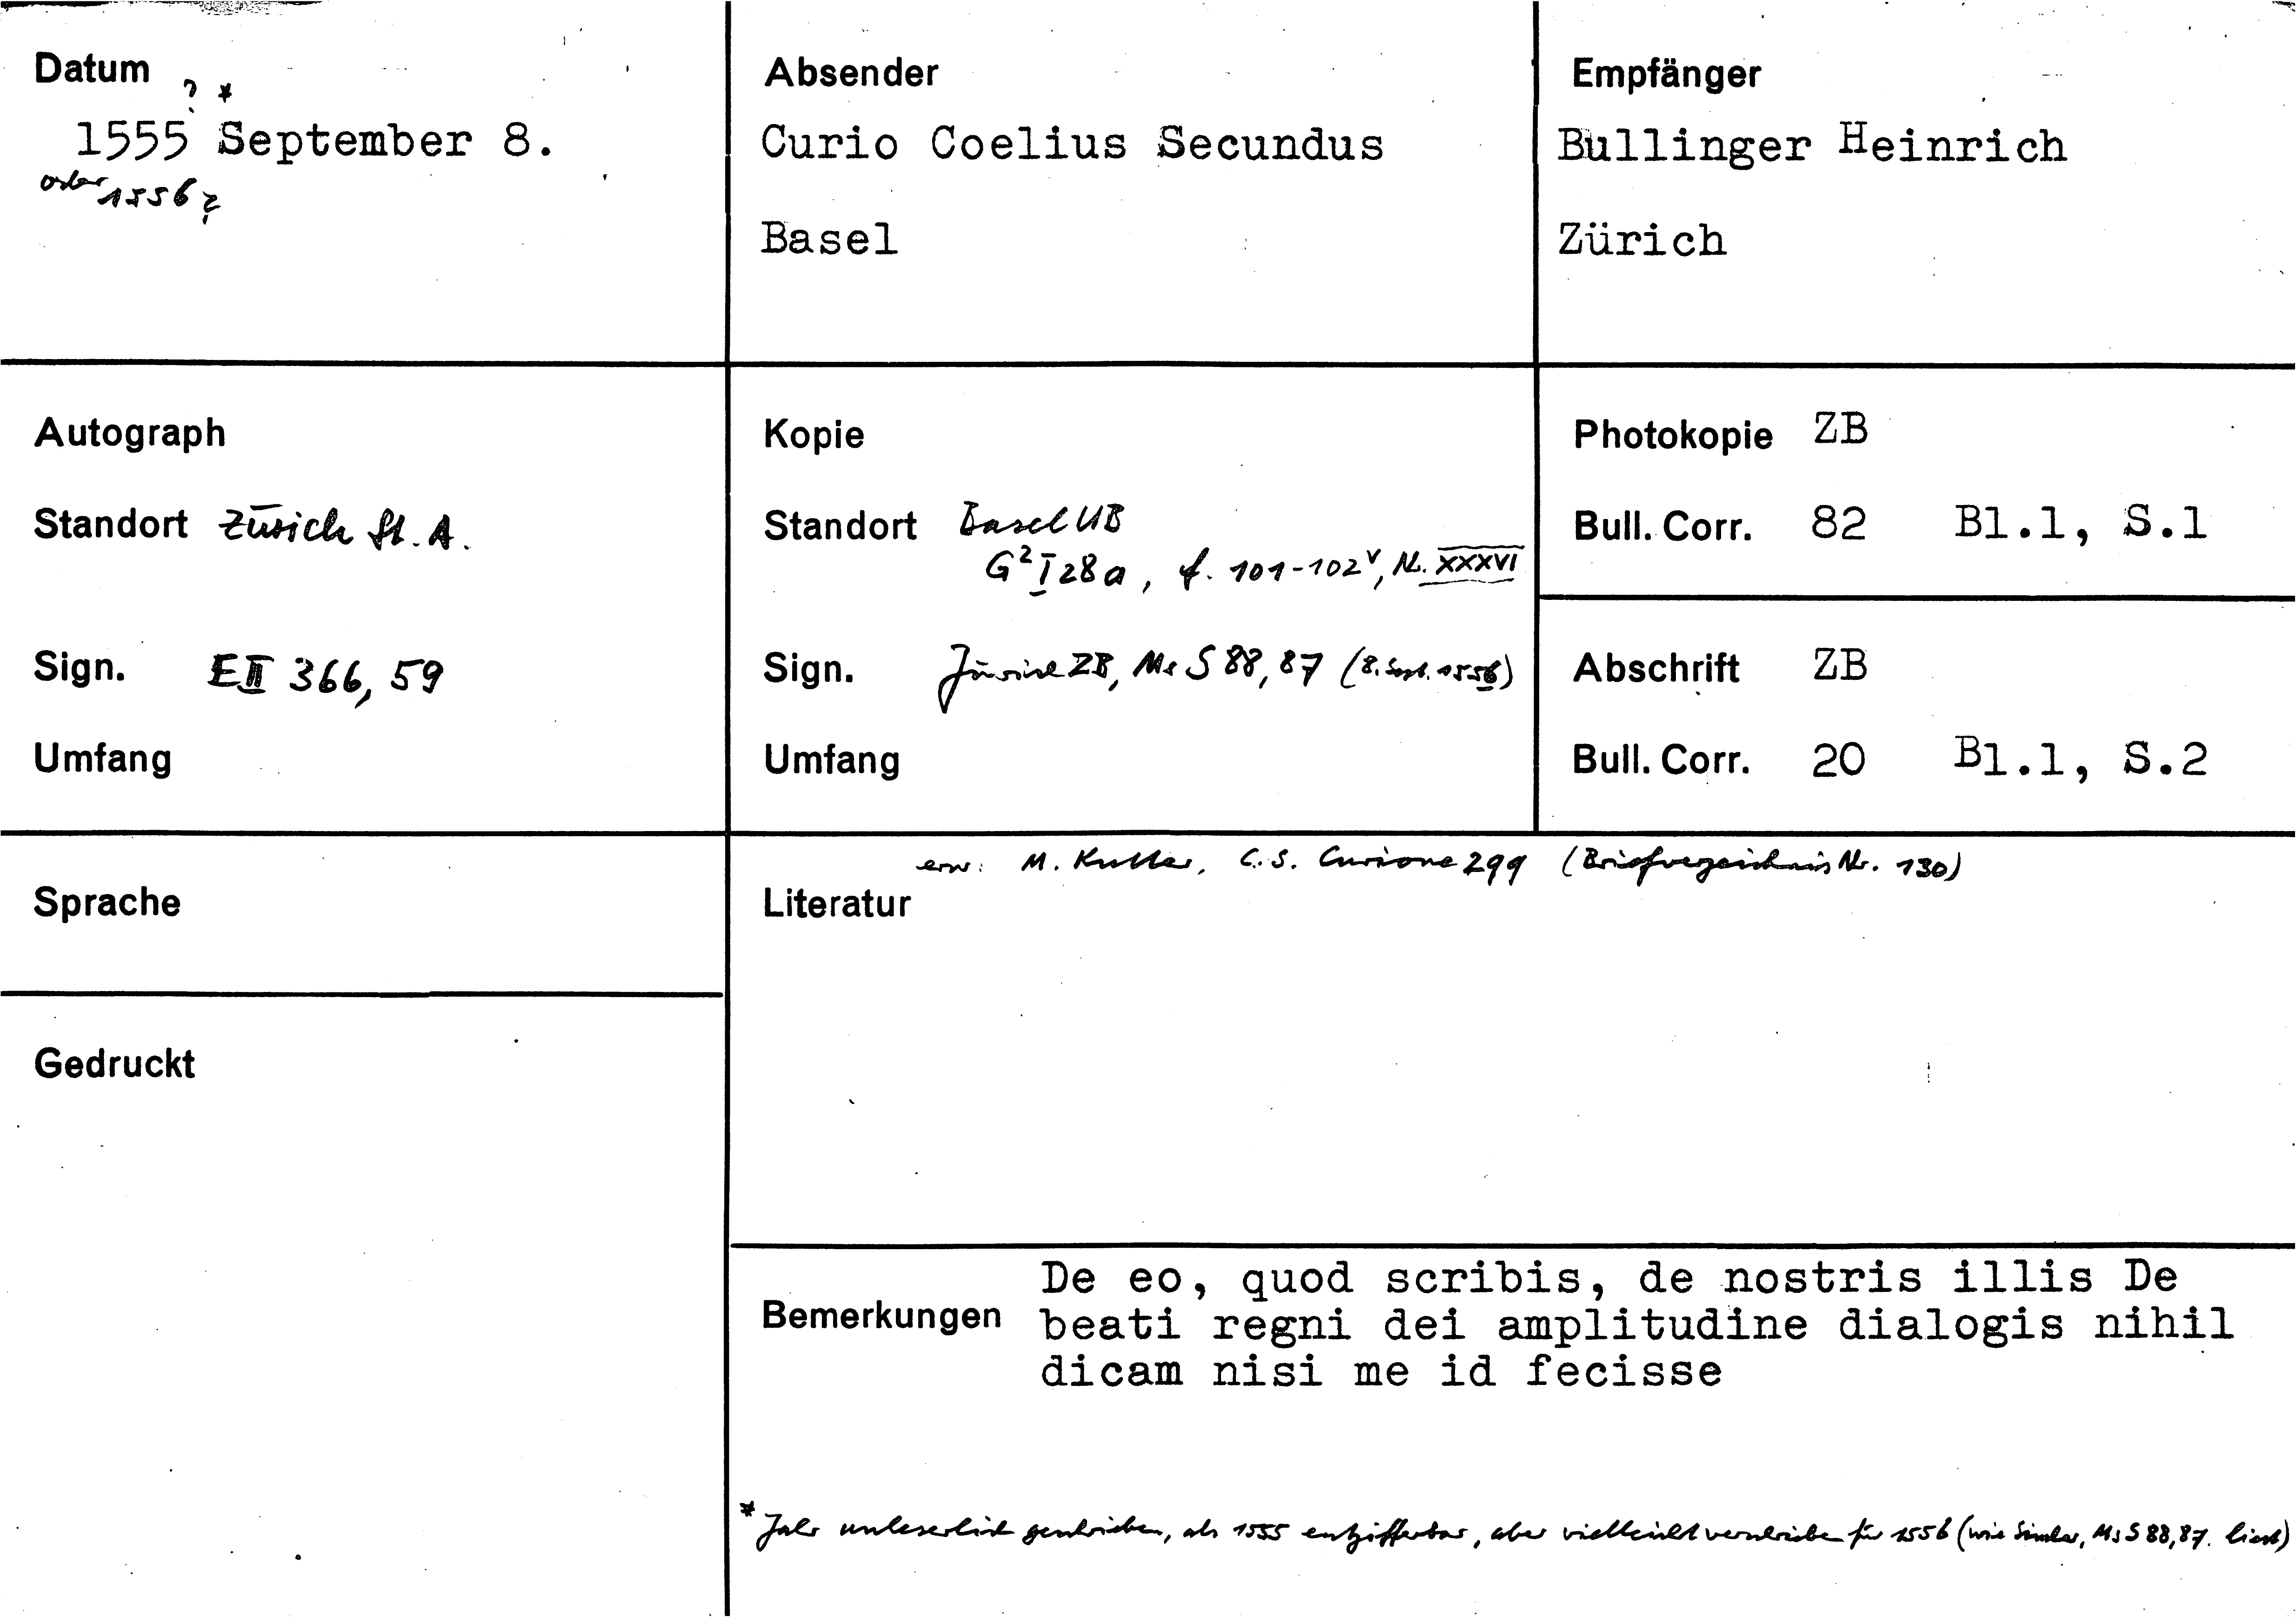 Datum ? *
1555 September 8.
oder 1556?
Absender
Curio Coelius Secundus
Basel
Empfänger
Bullinger Heinrich
Zürich
Autograph
Standort Zürich St. A.
Sign. E II 366, 59
Umfang
Kopie
Standort Basel UB
G² I 28a, f. 101-102ᵛ, Nr. XXXVI
Sign. Zürich ZB, Ms S 88, 87 (8. Sept. 1556)
Umfang
Photokopie ZB
Bull. Corr. 82 Bl.1, S.1
Abschrift ZB
Bull. Corr. 20 Bl.1, S.2
Sprache
Gedruckt
erw: M. Kutter, C.S. Curione 299 (Briefverzeichnis Nr. 130)
Literatur
Bemerkungen
De eo, quod scribis, de nostris illis De
beati regni dei amplitudine dialogis nihil
dicam nisi me id fecisse
* Jahr unleserlich geschrieben, als 1555 entzifferbar, aber vielleicht verschrieben für 1556 (wie Simler, Ms S 88, 87. liest)